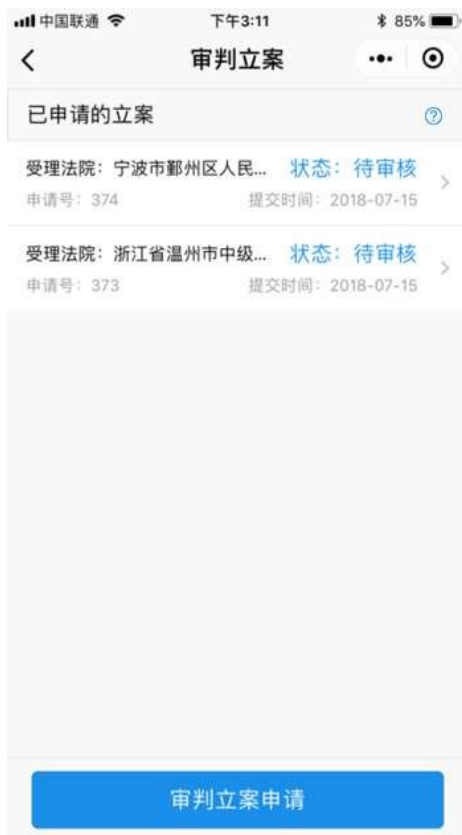 中国联通 下午3:11 85%
审判立案
已申请的立案
受理法院：宁波市鄞州区人民... 状态：待审核
申请号：374 提交时间：2018-07-15
受理法院：浙江省温州市中级... 状态：待审核
申请号：373 提交时间：2018-07-15
审判立案申请